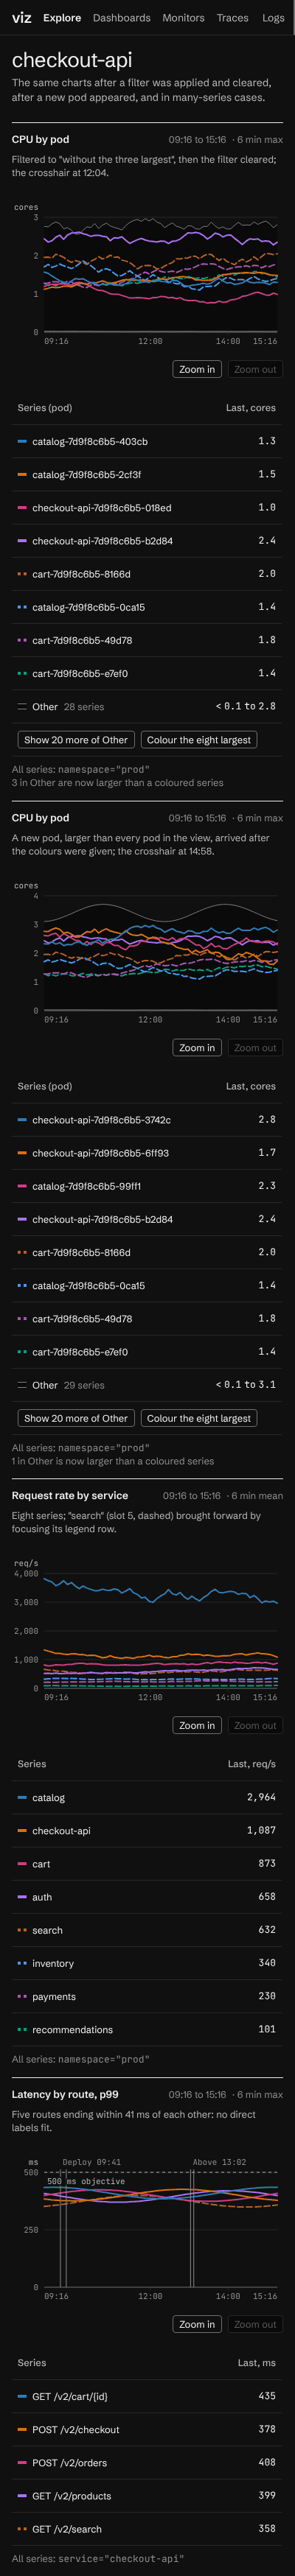 viz Explore Dashboards Monitors Traces Logs
checkout-api
The same charts after a filter was applied and cleared,
after a new pod appeared, and in many-series cases.
CPU by pod 09:16 to 15:16 · 6 min max
Filtered to "without the three largest", then the filter cleared;
the crosshair at 12:04.
cores
3
2
1
0
09:16 12:00 14:00 15:16
Zoom in Zoom out
Series (pod) Last, cores
catalog-7d9f8c6b5-403cb 1.3
catalog-7d9f8c6b5-2cf3f 1.5
checkout-api-7d9f8c6b5-018ed 1.0
checkout-api-7d9f8c6b5-b2d84 2.4
cart-7d9f8c6b5-8166d 2.0
catalog-7d9f8c6b5-0ca15 1.4
cart-7d9f8c6b5-49d78 1.8
cart-7d9f8c6b5-e7ef0 1.4
Other 28 series < 0.1 to 2.8
Show 20 more of Other Colour the eight largest
All series: namespace="prod"
3 in Other are now larger than a coloured series
CPU by pod 09:16 to 15:16 · 6 min max
A new pod, larger than every pod in the view, arrived after
the colours were given; the crosshair at 14:58.
cores
4
3
2
1
0
09:16 12:00 14:00 15:16
Zoom in Zoom out
Series (pod) Last, cores
checkout-api-7d9f8c6b5-3742c 2.8
checkout-api-7d9f8c6b5-6ff93 1.7
catalog-7d9f8c6b5-99ff1 2.3
checkout-api-7d9f8c6b5-b2d84 2.4
cart-7d9f8c6b5-8166d 2.0
catalog-7d9f8c6b5-0ca15 1.4
cart-7d9f8c6b5-49d78 1.8
cart-7d9f8c6b5-e7ef0 1.4
Other 29 series < 0.1 to 3.1
Show 20 more of Other Colour the eight largest
All series: namespace="prod"
1 in Other is now larger than a coloured series
Request rate by service 09:16 to 15:16 · 6 min mean
Eight series; "search" (slot 5, dashed) brought forward by
focusing its legend row.
req/s
4,000
3,000
2,000
1,000
0
09:16 12:00 14:00 15:16
Zoom in Zoom out
Series Last, req/s
catalog 2,964
checkout-api 1,087
cart 873
auth 658
search 632
inventory 340
payments 230
recommendations 101
All series: namespace="prod"
Latency by route, p99 09:16 to 15:16 · 6 min max
Five routes ending within 41 ms of each other: no direct
labels fit.
ms Deploy 09:41 Above 13:02
500
500 ms objective
250
0
09:16 12:00 14:00 15:16
Zoom in Zoom out
Series Last, ms
GET /v2/cart/{id} 435
POST /v2/checkout 378
POST /v2/orders 408
GET /v2/products 399
GET /v2/search 358
All series: service="checkout-api"